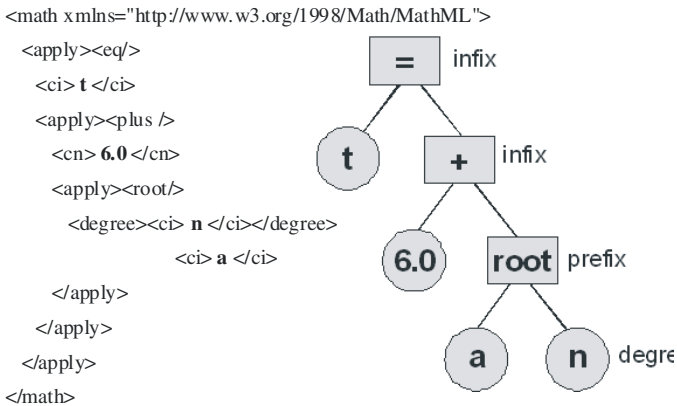 <math xmlns="http://www.w3.org/1998/Math/MathML">
<apply><eq/>
<ci> t </ci>
<apply><plus />
<cn> 6.0 </cn>
<apply><root/>
<degree><ci> n </ci></degree>
<ci> a </ci>
</apply>
</apply>
</apply>
</math>
= infix
t
+ infix
6.0
root prefix
a
n degre